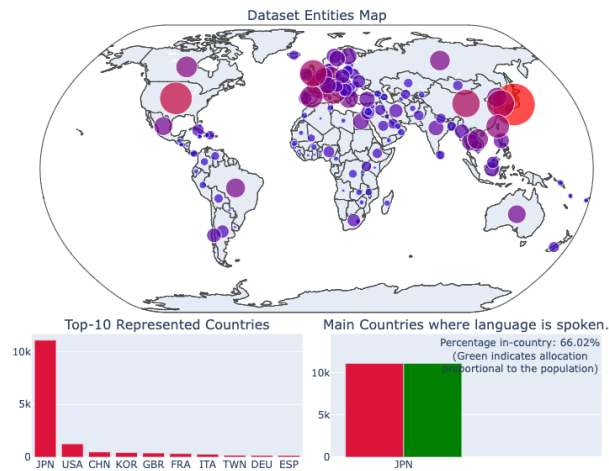 Dataset Entities Map
Top-10 Represented Countries
10k
5k
0
JPN USA CHN KOR GBR FRA ITA TWN DEU ESP
Main Countries where language is spoken.
Percentage in-country: 66.02%
(Green indicates allocation
proportional to the population)
10k
5k
0
JPN